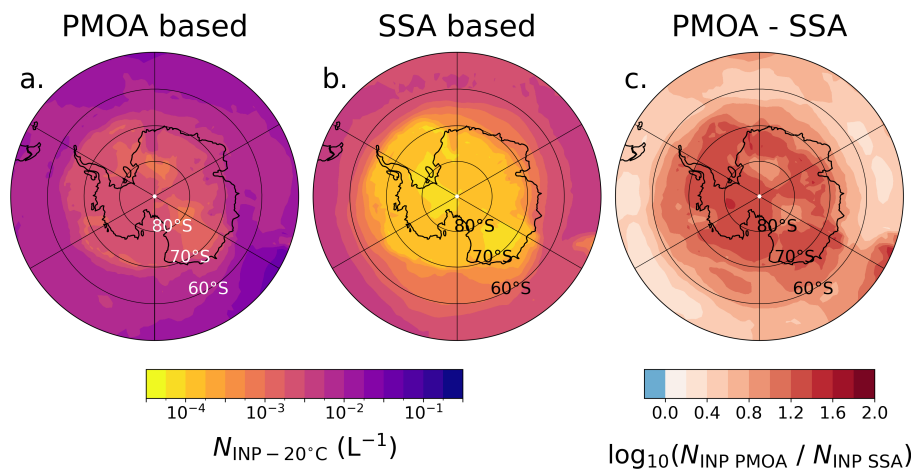 PMOA based
SSA based
PMOA - SSA
a.
b.
c.
80°S
70°S
60°S
80°S
70°S
60°S
80°S
70°S
60°S
10⁻⁴ 10⁻³ 10⁻² 10⁻¹
N_INP−20°C (L⁻¹)
0.0 0.4 0.8 1.2 1.6 2.0
log₁₀(N_INP PMOA / N_INP SSA)